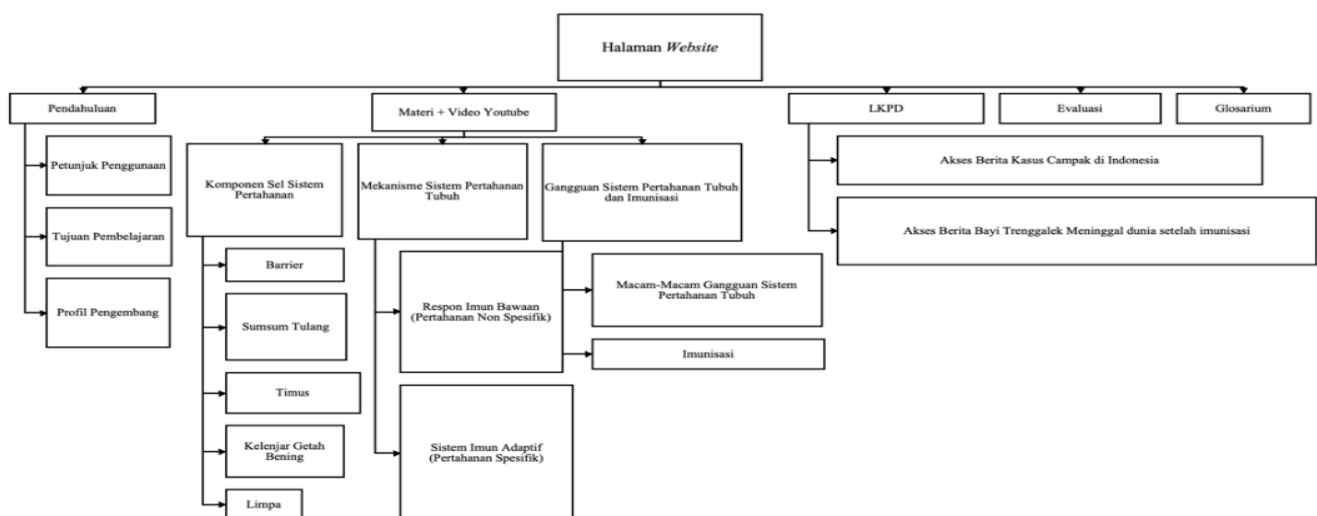 Halaman Website
Pendahuluan
Materi + Video Youtube
LKPD
Evaluasi
Glosarium
Petunjuk Penggunaan
Tujuan Pembelajaran
Profil Pengembang
Komponen Sel Sistem
Pertahanan
Mekanisme Sistem Pertahanan
Tubuh
Gangguan Sistem Pertahanan Tubuh
dan Imunisasi
Barrier
Sumsum Tulang
Timus
Kelenjar Getah
Bening
Limpa
Respon Imun Bawaan
(Pertahanan Non Spesifik)
Sistem Imun Adaptif
(Pertahanan Spesifik)
Macam-Macam Gangguan Sistem
Pertahanan Tubuh
Imunisasi
Akses Berita Kasus Campak di Indonesia
Akses Berita Bayi Trenggalek Meninggal dunia setelah imunisasi